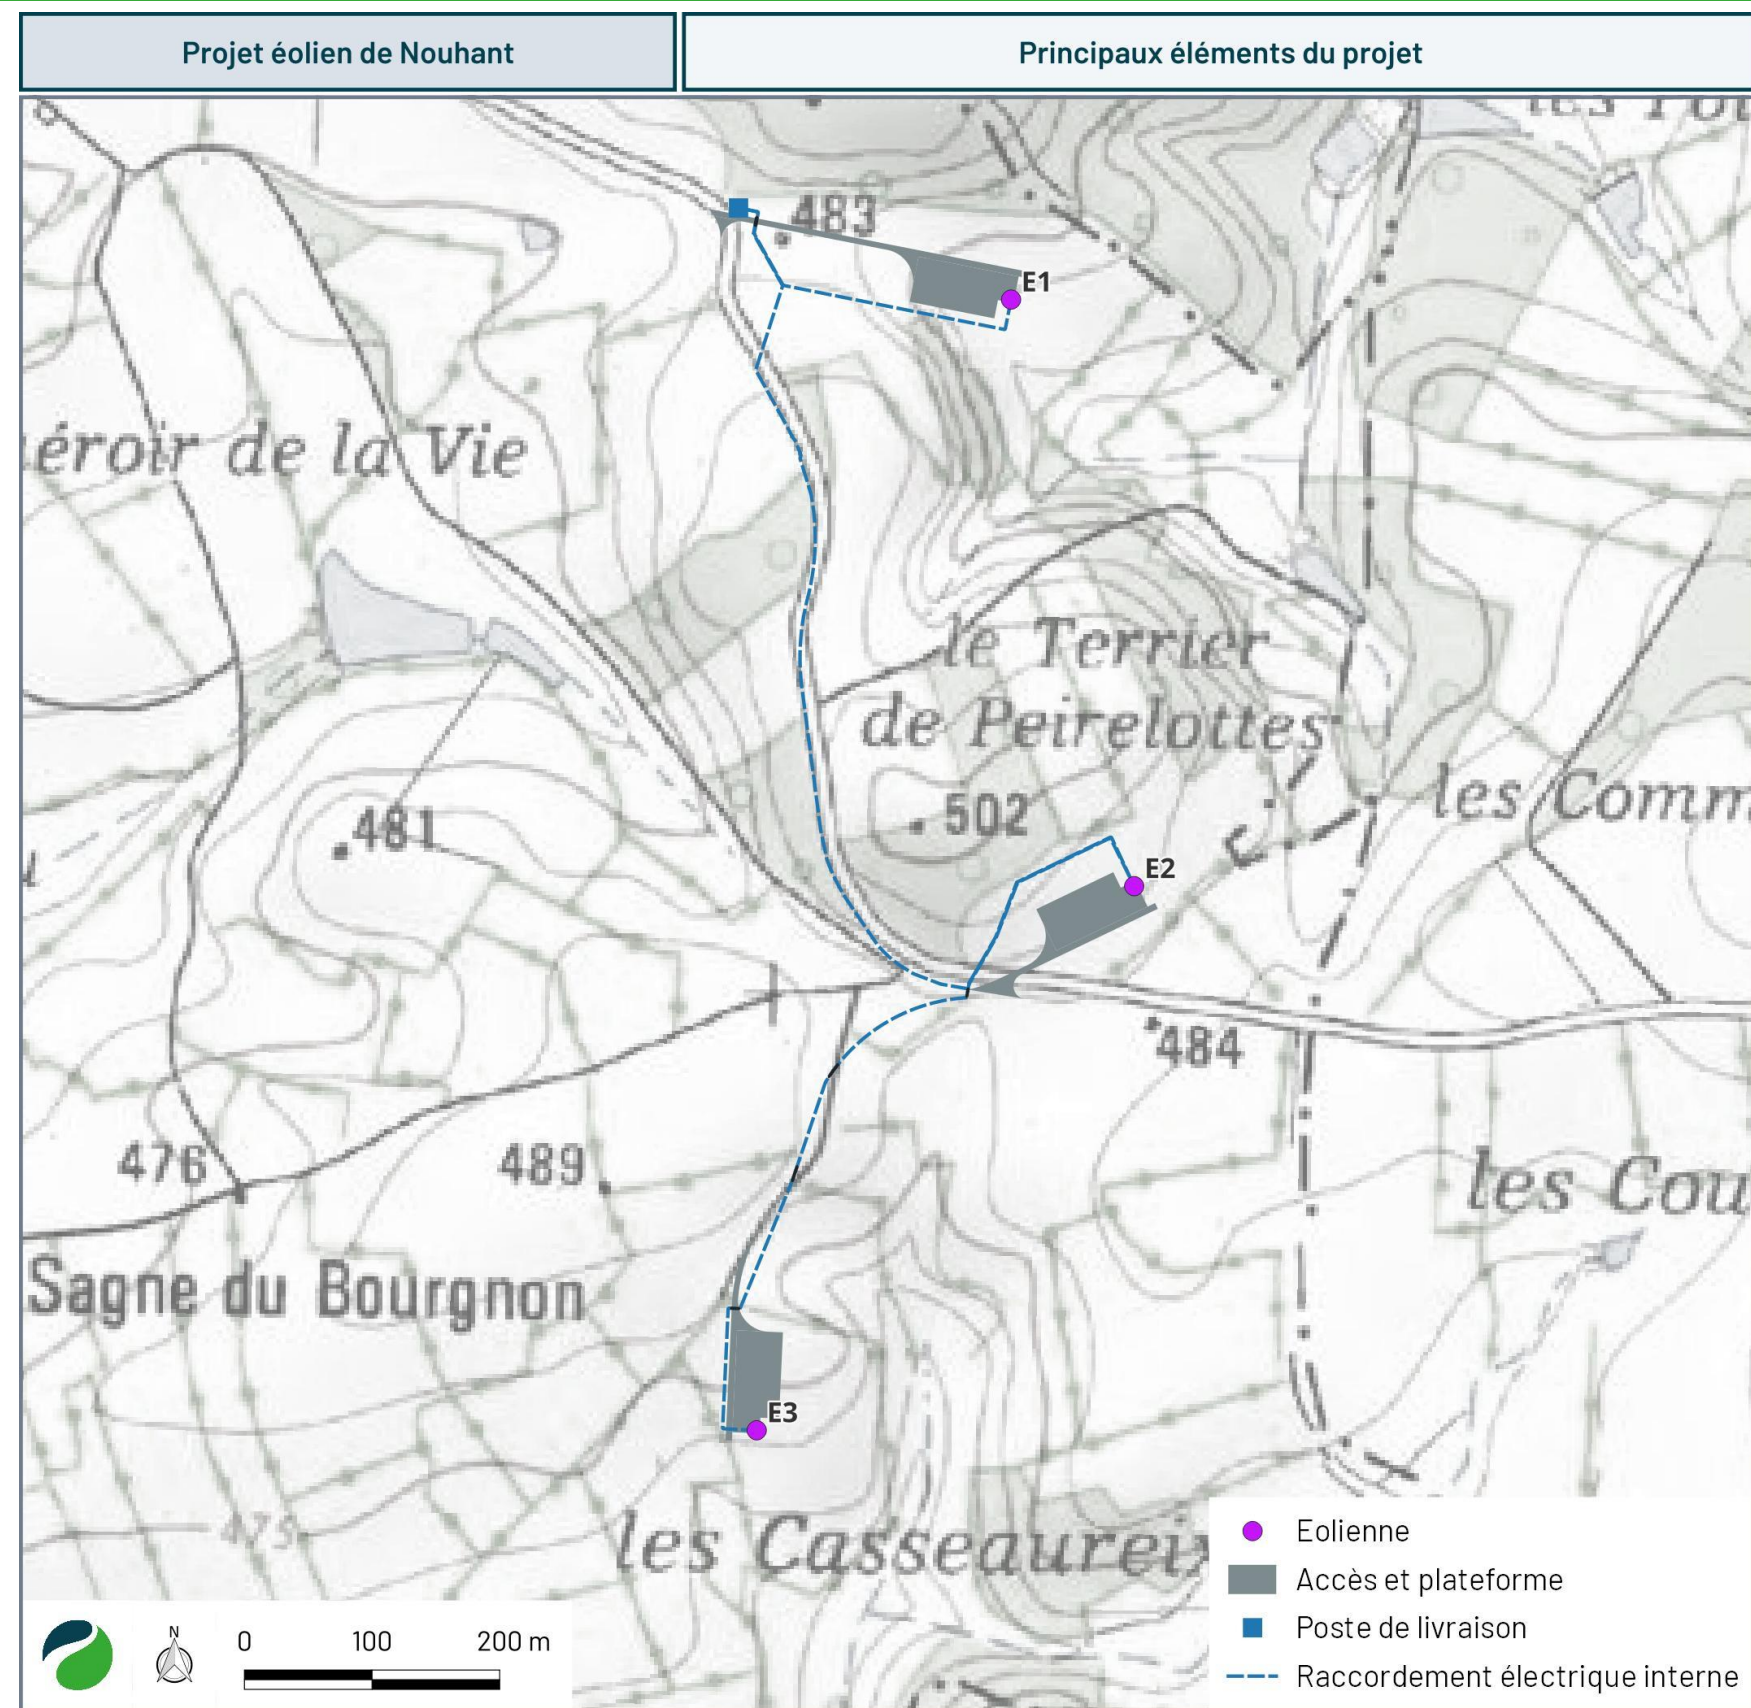 Projet éolien de Nouhant
Principaux éléments du projet
483
E1
éroir de la Vie
le Terrier
de Peirelottes
les Comm
502
481
E2
484
476
489
les Cou
Sagne du Bourgnon
E3
475
les Casseaureix
Eolienne
Accès et plateforme
Poste de livraison
Raccordement électrique interne
N
0 100 200 m